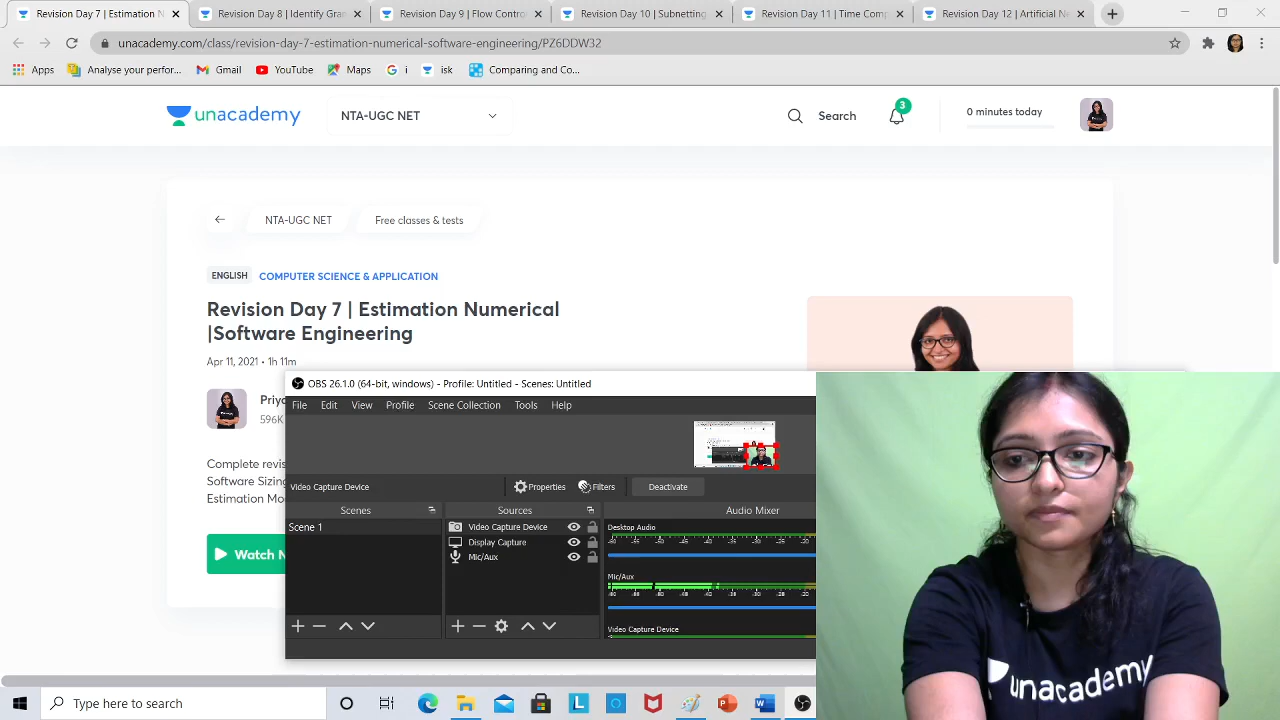 Revision Day 7 | Estimation Num
Revision Day 8 | Identify Gra
Revision Day 9 | Flow Contro
Revision Day 10 | Subnetting
Revision Day 11 | Time Comp
Revision Day 12 | Artificial Ne
unacademy.com/class/revision-day-7-estimation-numerical-software-engineering/PZ6DDW32
Apps
Analyse your perfor...
Gmail
YouTube
Maps
i
isk
Comparing and Co...
unacademy
NTA-UGC NET
Search
3
0 minutes today
NTA-UGC NET
Free classes & tests
ENGLISH
COMPUTER SCIENCE & APPLICATION
Revision Day 7 | Estimation Numerical
|Software Engineering
Apr 11, 2021 • 1h 11m
Priya
596K
Complete revis
Software Sizing
Estimation Mo
Watch N
OBS 26.1.0 (64-bit, windows) - Profile: Untitled - Scenes: Untitled
File Edit View Profile Scene Collection Tools Help
Video Capture Device
Properties
Filters
Deactivate
Scenes
Sources
Audio Mixer
Scene 1
Video Capture Device
Display Capture
Mic/Aux
Desktop Audio
Mic/Aux
Video Capture Device
unacademy
Type here to search